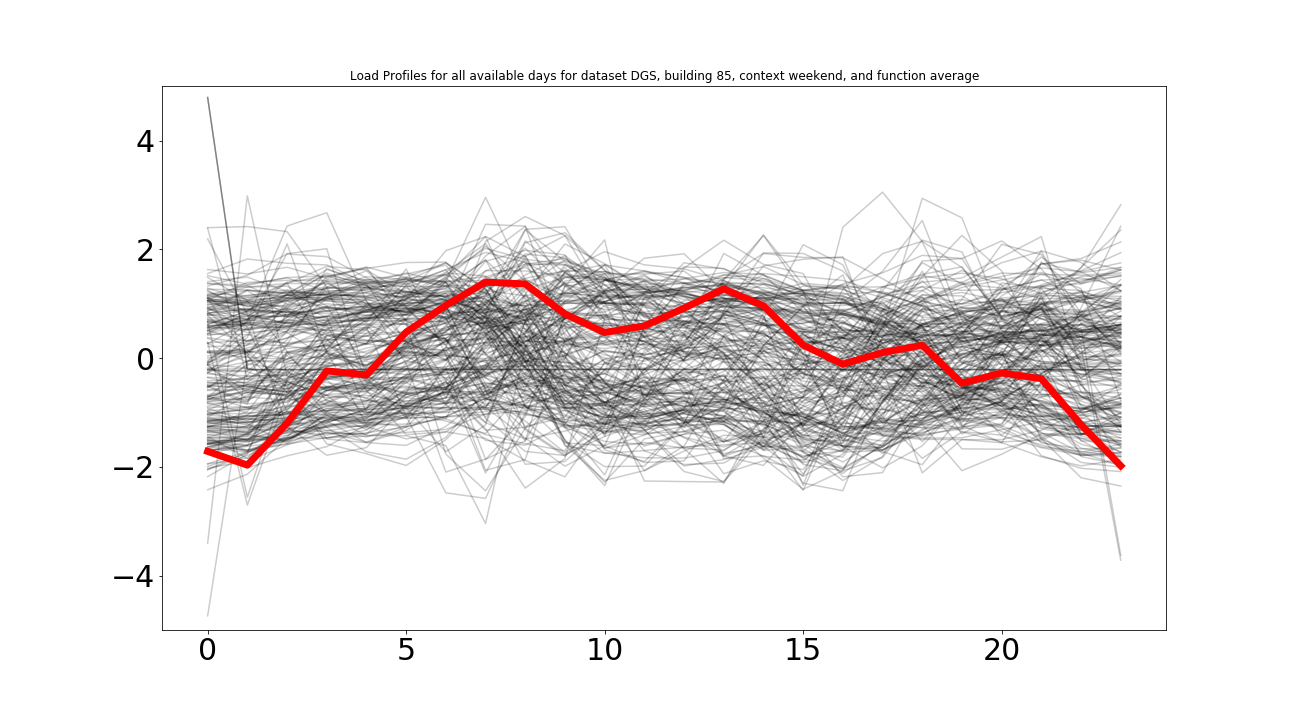 Load Profiles for all available days for dataset DGS, building 85, context weekend, and function average
4
2
0
−2
−4
0 5 10 15 20